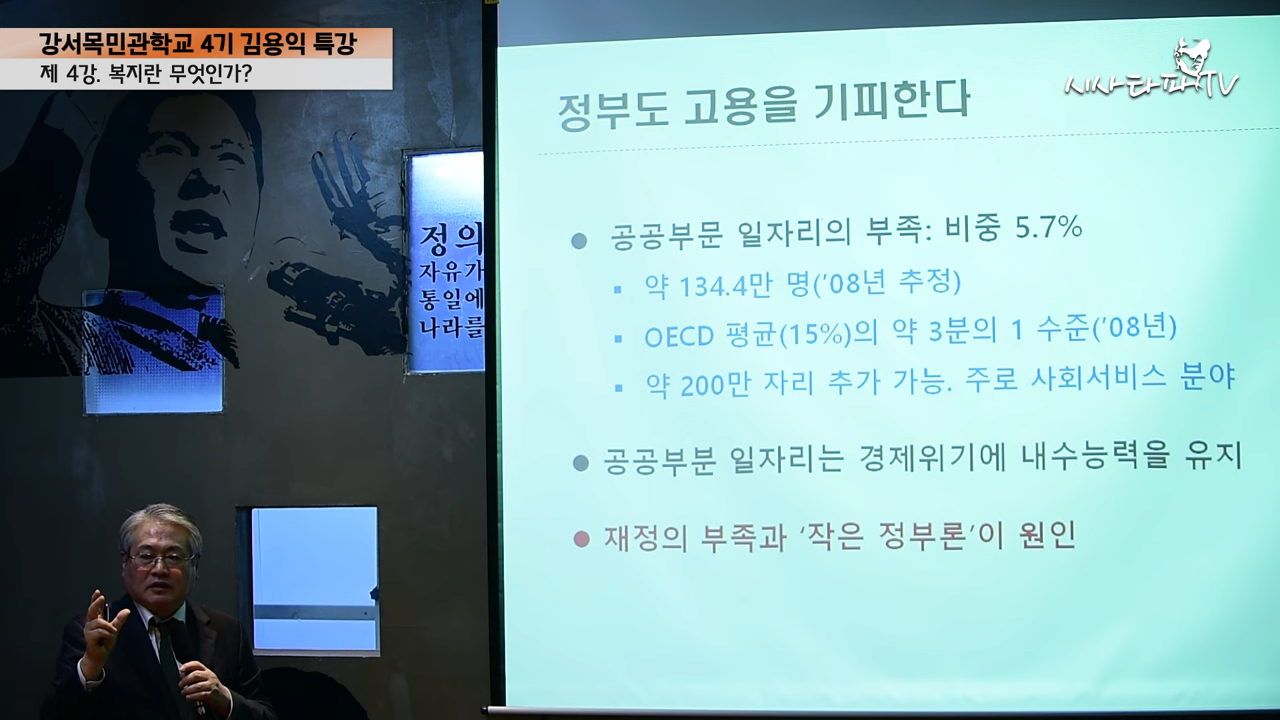 강서목민관학교 4기 김용익 특강
제 4강. 복지란 무엇인가?
시사타파TV
정의
자유가
통일에
나라를
정부도 고용을 기피한다
● 공공부문 일자리의 부족: 비중 5.7%
▪ 약 134.4만 명('08년 추정)
▪ OECD 평균(15%)의 약 3분의 1 수준('08년)
▪ 약 200만 자리 추가 가능. 주로 사회서비스 분야
● 공공부분 일자리는 경제위기에 내수능력을 유지
● 재정의 부족과 '작은 정부론'이 원인